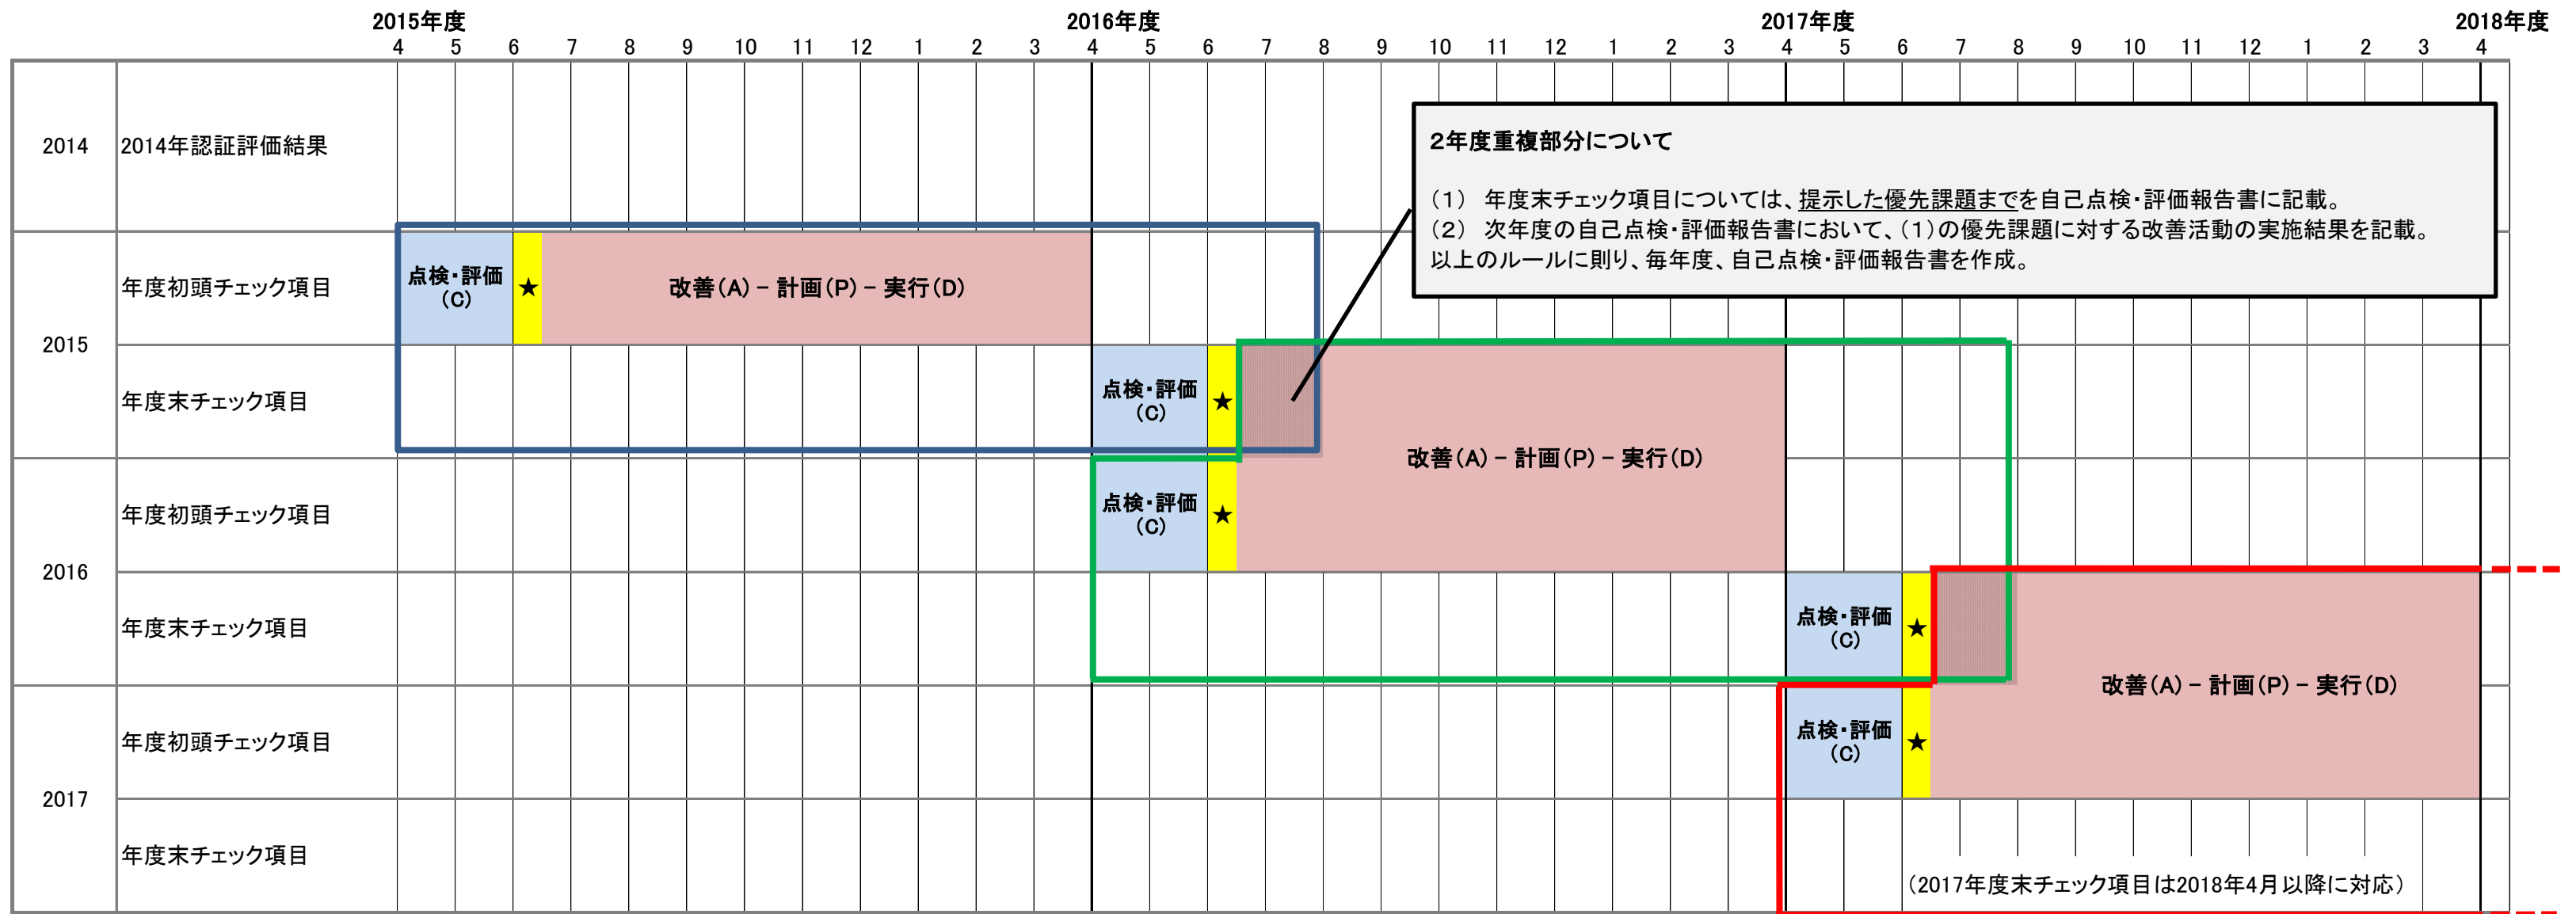 2015年度 2016年度 2017年度 2018年度
4 5 6 7 8 9 10 11 12 1 2 3 4 5 6 7 8 9 10 11 12 1 2 3 4 5 6 7 8 9 10 11 12 1 2 3 4
2014 2014年認証評価結果
２年度重複部分について
（１） 年度末チェック項目については、提示した優先課題までを自己点検・評価報告書に記載。
（２） 次年度の自己点検・評価報告書において、（１）の優先課題に対する改善活動の実施結果を記載。
以上のルールに則り、毎年度、自己点検・評価報告書を作成。
2015
年度初頭チェック項目
点検・評価
（C）
★
改善（A）－計画（P）－実行（D）
年度末チェック項目
点検・評価
（C）
★
改善（A）－計画（P）－実行（D）
2016
年度初頭チェック項目
点検・評価
（C）
★
年度末チェック項目
点検・評価
（C）
★
改善（A）－計画（P）－実行（D）
2017
年度初頭チェック項目
点検・評価
（C）
★
年度末チェック項目
（2017年度末チェック項目は2018年4月以降に対応）